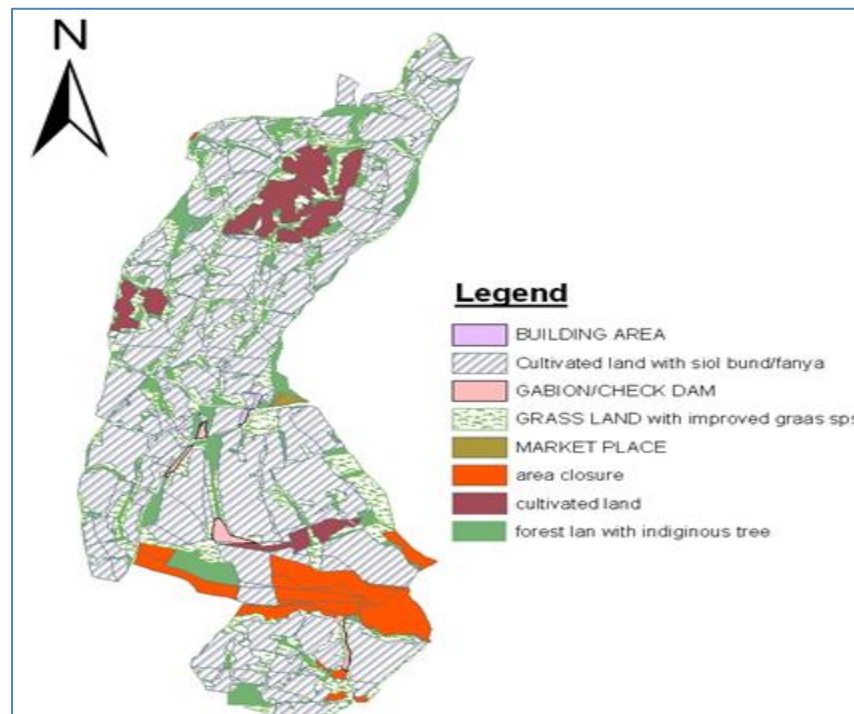 N
Legend
BUILDING AREA
Cultivated land with siol bund/fanya
GABION/CHECK DAM
GRASS LAND with improved graas sps
MARKET PLACE
area closure
cultivated land
forest lan with indiginous tree